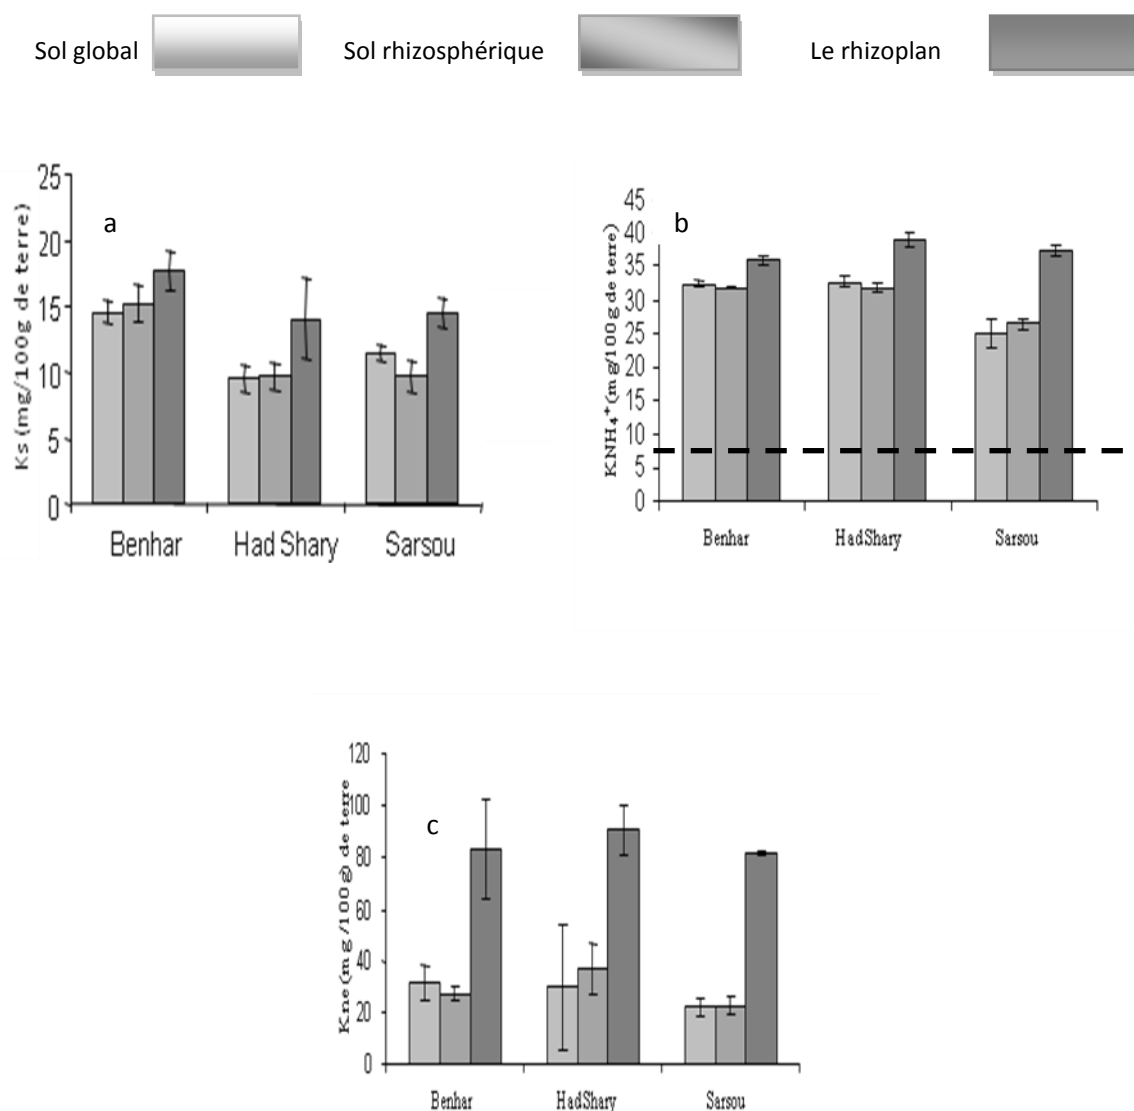 Sol global Sol rhizosphérique Le rhizoplan
a
Ks (mg/100g de terre)
25
20
15
10
5
0
Benhar Had Shary Sarsou
b
KNH₄⁺(mg/100 g de terre)
45
40
35
30
25
20
15
10
5
0
Benhar HadShary Sarsou
c
Kne (mg /100g) de terre
120
100
80
60
40
20
0
Benhar HadShary Sarsou